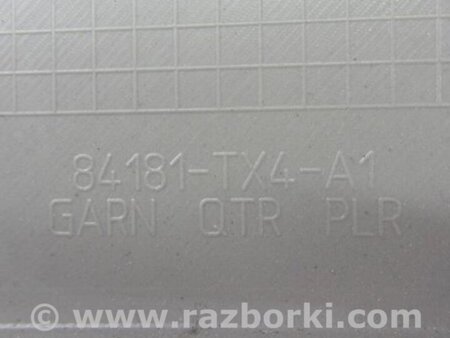 84181-TX4-A1
GARN QTR PLR
www.razborki.com